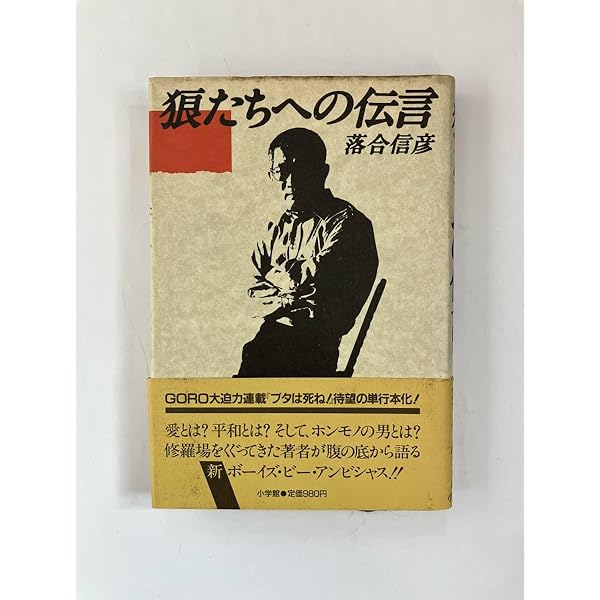 狼たちへの伝言
落合信彦
GORO大迫力連載「ブタは死ね!」待望の単行本化!
愛とは?平和とは?そして、ホンモノの男とは?
修羅場をくぐってきた著者が腹の底から語る
新ボーイズ・ビー・アンビシャス!!
小学館●定価980円